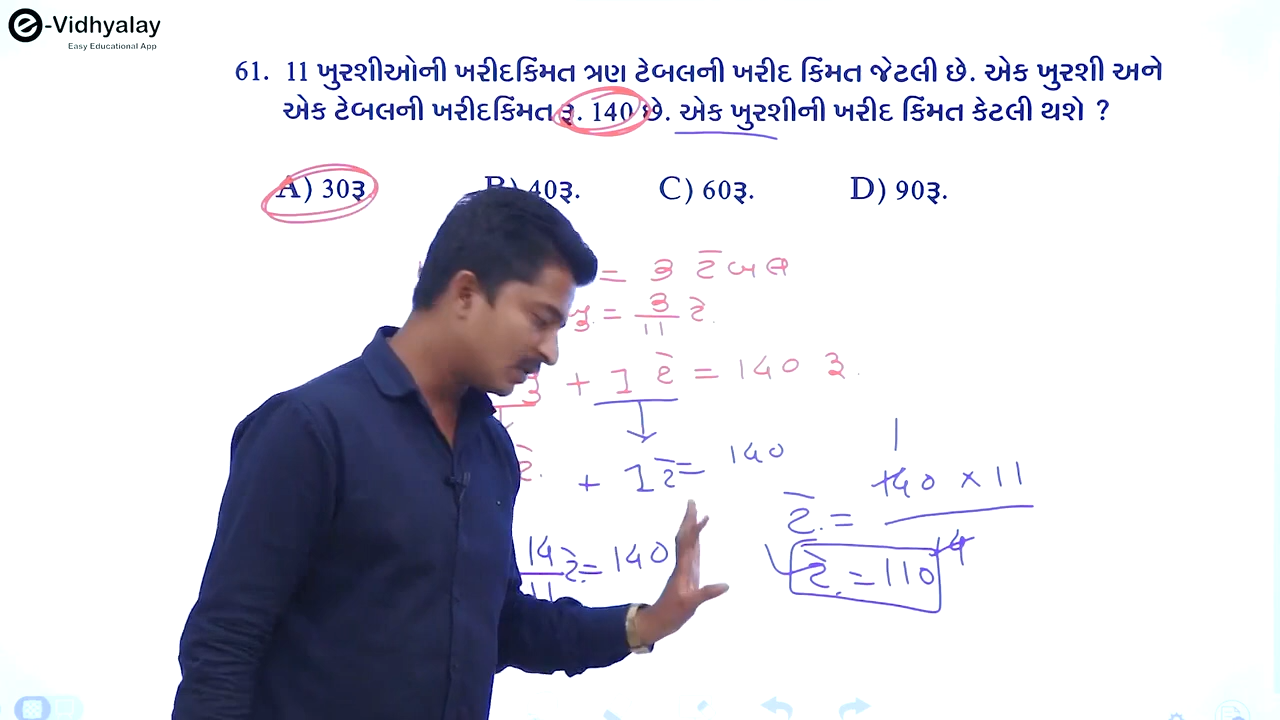 e-Vidhyalay
Easy Educational App
61. 11 ખુરશીઓની ખરીદકિંમત ત્રણ ટેબલની ખરીદ કિંમત જેટલી છે. એક ખુરશી અને
એક ટેબલની ખરીદકિંમત રૂ. 140 છે. એક ખુરશીની ખરીદ કિંમત કેટલી થશે ?
A) 30રૂ. B) 40રૂ. C) 60રૂ. D) 90રૂ.
= 3 ટેબલ
ખુ. = 3/11 ટે.
+ 1 ટે = 140 રૂ.
ટે. + 1 ટે = 140
14/11 ટે. = 140
ટે. = 140 × 11
14
ટે. = 110